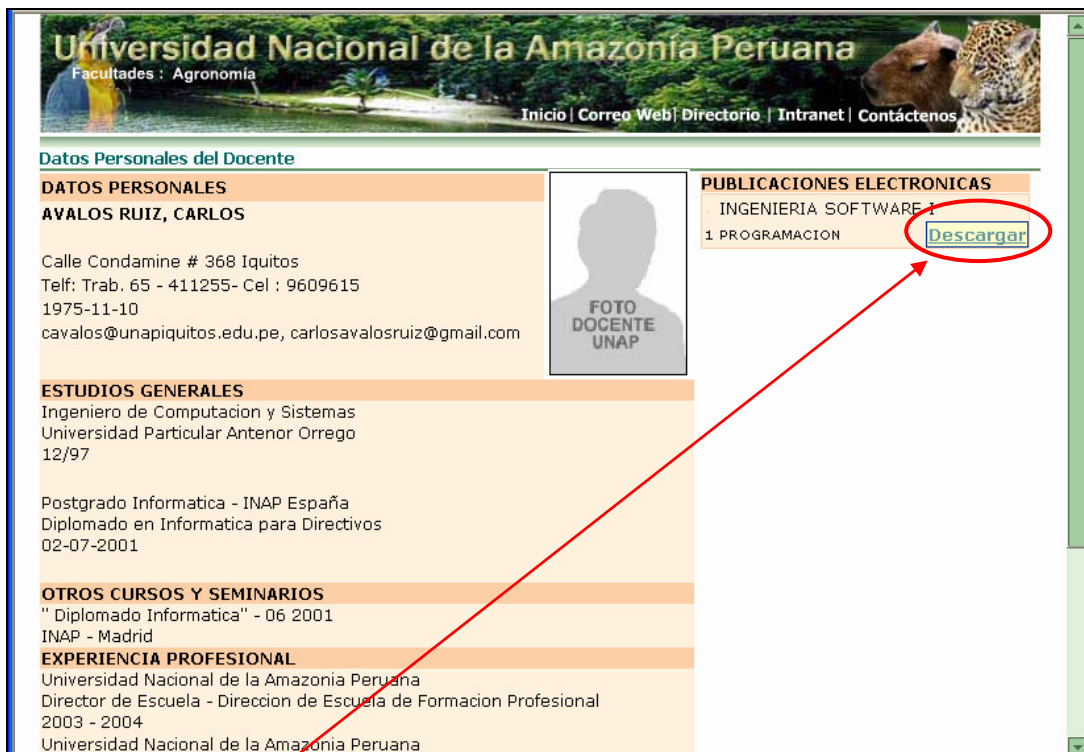 Universidad Nacional de la Amazonía Peruana
Facultades : Agronomía
Inicio | Correo Web| Directorio | Intranet | Contáctenos
Datos Personales del Docente
DATOS PERSONALES
AVALOS RUIZ, CARLOS
Calle Condamine # 368 Iquitos
Telf: Trab. 65 - 411255- Cel : 9609615
1975-11-10
cavalos@unapiquitos.edu.pe, carlosavalosruiz@gmail.com
FOTO
DOCENTE
UNAP
PUBLICACIONES ELECTRONICAS
INGENIERIA SOFTWARE I
1 PROGRAMACION Descargar
ESTUDIOS GENERALES
Ingeniero de Computacion y Sistemas
Universidad Particular Antenor Orrego
12/97
Postgrado Informatica - INAP España
Diplomado en Informatica para Directivos
02-07-2001
OTROS CURSOS Y SEMINARIOS
" Diplomado Informatica" - 06 2001
INAP - Madrid
EXPERIENCIA PROFESIONAL
Universidad Nacional de la Amazonia Peruana
Director de Escuela - Direccion de Escuela de Formacion Profesional
2003 - 2004
Universidad Nacional de la Amazonia Peruana